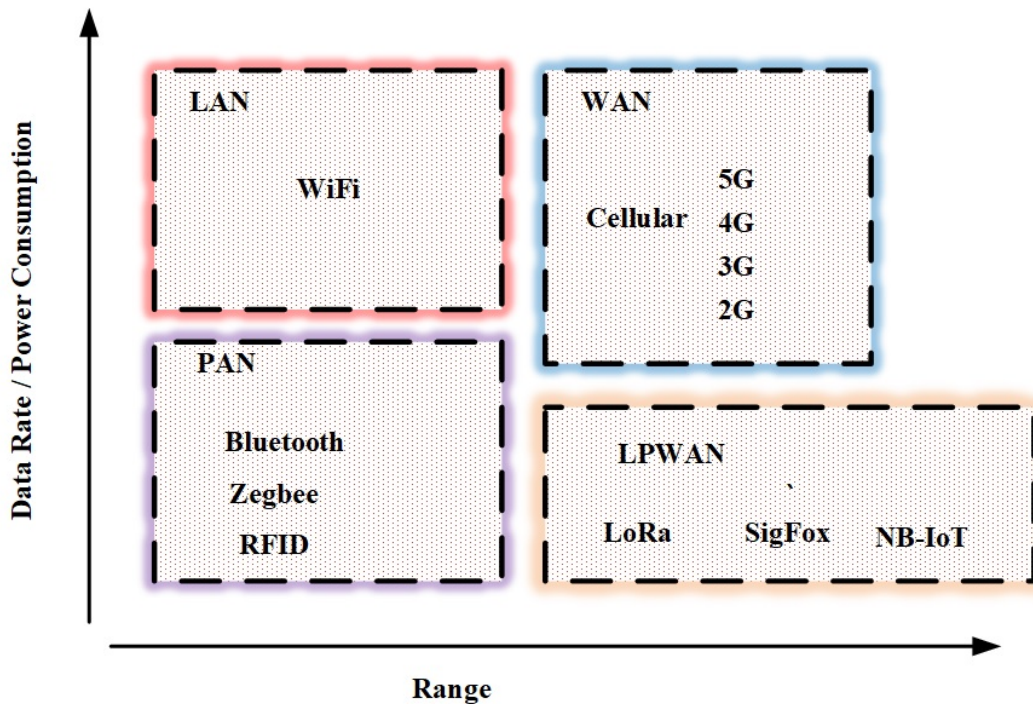 Data Rate / Power Consumption
LAN
WiFi
WAN
Cellular
5G
4G
3G
2G
PAN
Bluetooth
Zegbee
RFID
LPWAN
`
LoRa SigFox NB-IoT
Range